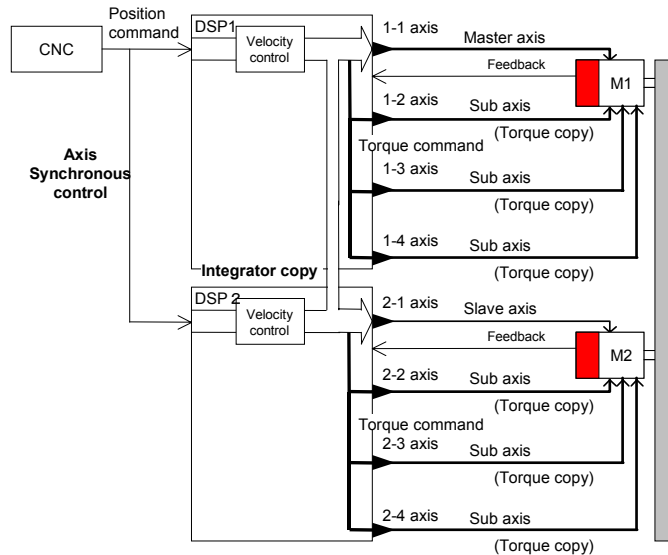 Position
command
CNC
DSP1
Velocity
control
1-1 axis
Master axis
Feedback
M1
1-2 axis
Sub axis
(Torque copy)
Torque command
1-3 axis
Sub axis
(Torque copy)
1-4 axis
Sub axis
(Torque copy)
Axis
Synchronous
control
Integrator copy
DSP 2
Velocity
control
2-1 axis
Slave axis
Feedback
M2
2-2 axis
Sub axis
(Torque copy)
Torque command
2-3 axis
Sub axis
(Torque copy)
2-4 axis
Sub axis
(Torque copy)